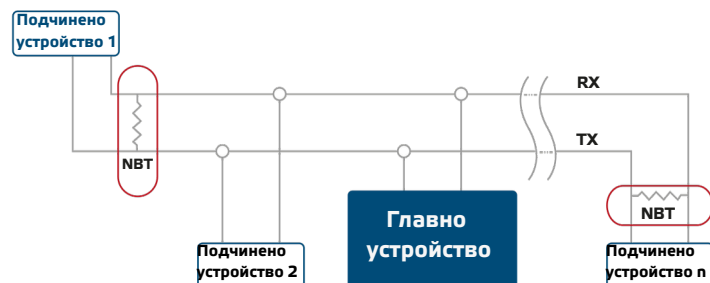 Подчинено
устройство 1
RX
TX
NBT
NBT
Главно
устройство
Подчинено
устройство 2
Подчинено
устройство n